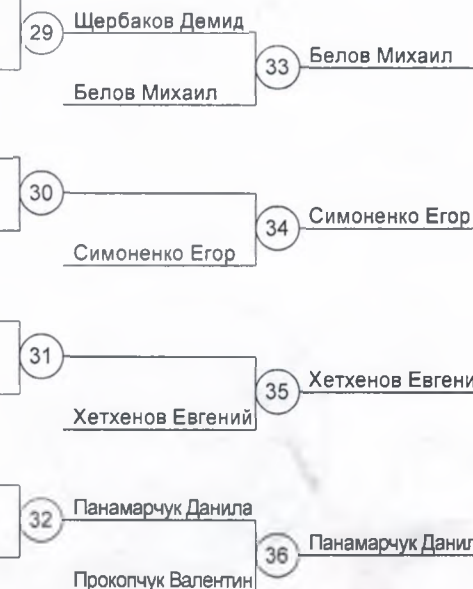 29 Щербаков Демид
33 Белов Михаил
Белов Михаил
30
34 Симоненко Егор
Симоненко Егор
31
35 Хетхенов Евгени
Хетхенов Евгений
32 Панамарчук Данила
36 Панамарчук Данил
Прокопчук Валентин